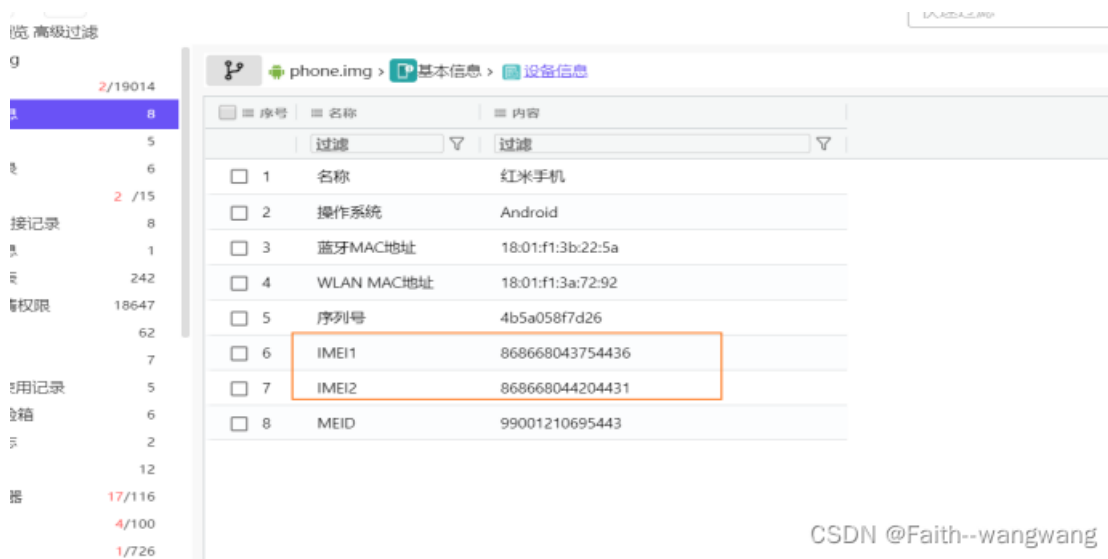 高级过滤
2/19014
8
5
6
2 /15
接记录 8
1
242
权限 18647
62
7
使用记录 5
6
2
12
器 17/116
4/100
1/726
phone.img > 基本信息 > 设备信息
序号 名称 内容
过滤 过滤
1 名称 红米手机
2 操作系统 Android
3 蓝牙MAC地址 18:01:f1:3b:22:5a
4 WLAN MAC地址 18:01:f1:3a:72:92
5 序列号 4b5a058f7d26
6 IMEI1 868668043754436
7 IMEI2 868668044204431
8 MEID 99001210695443
CSDN @Faith--wangwang